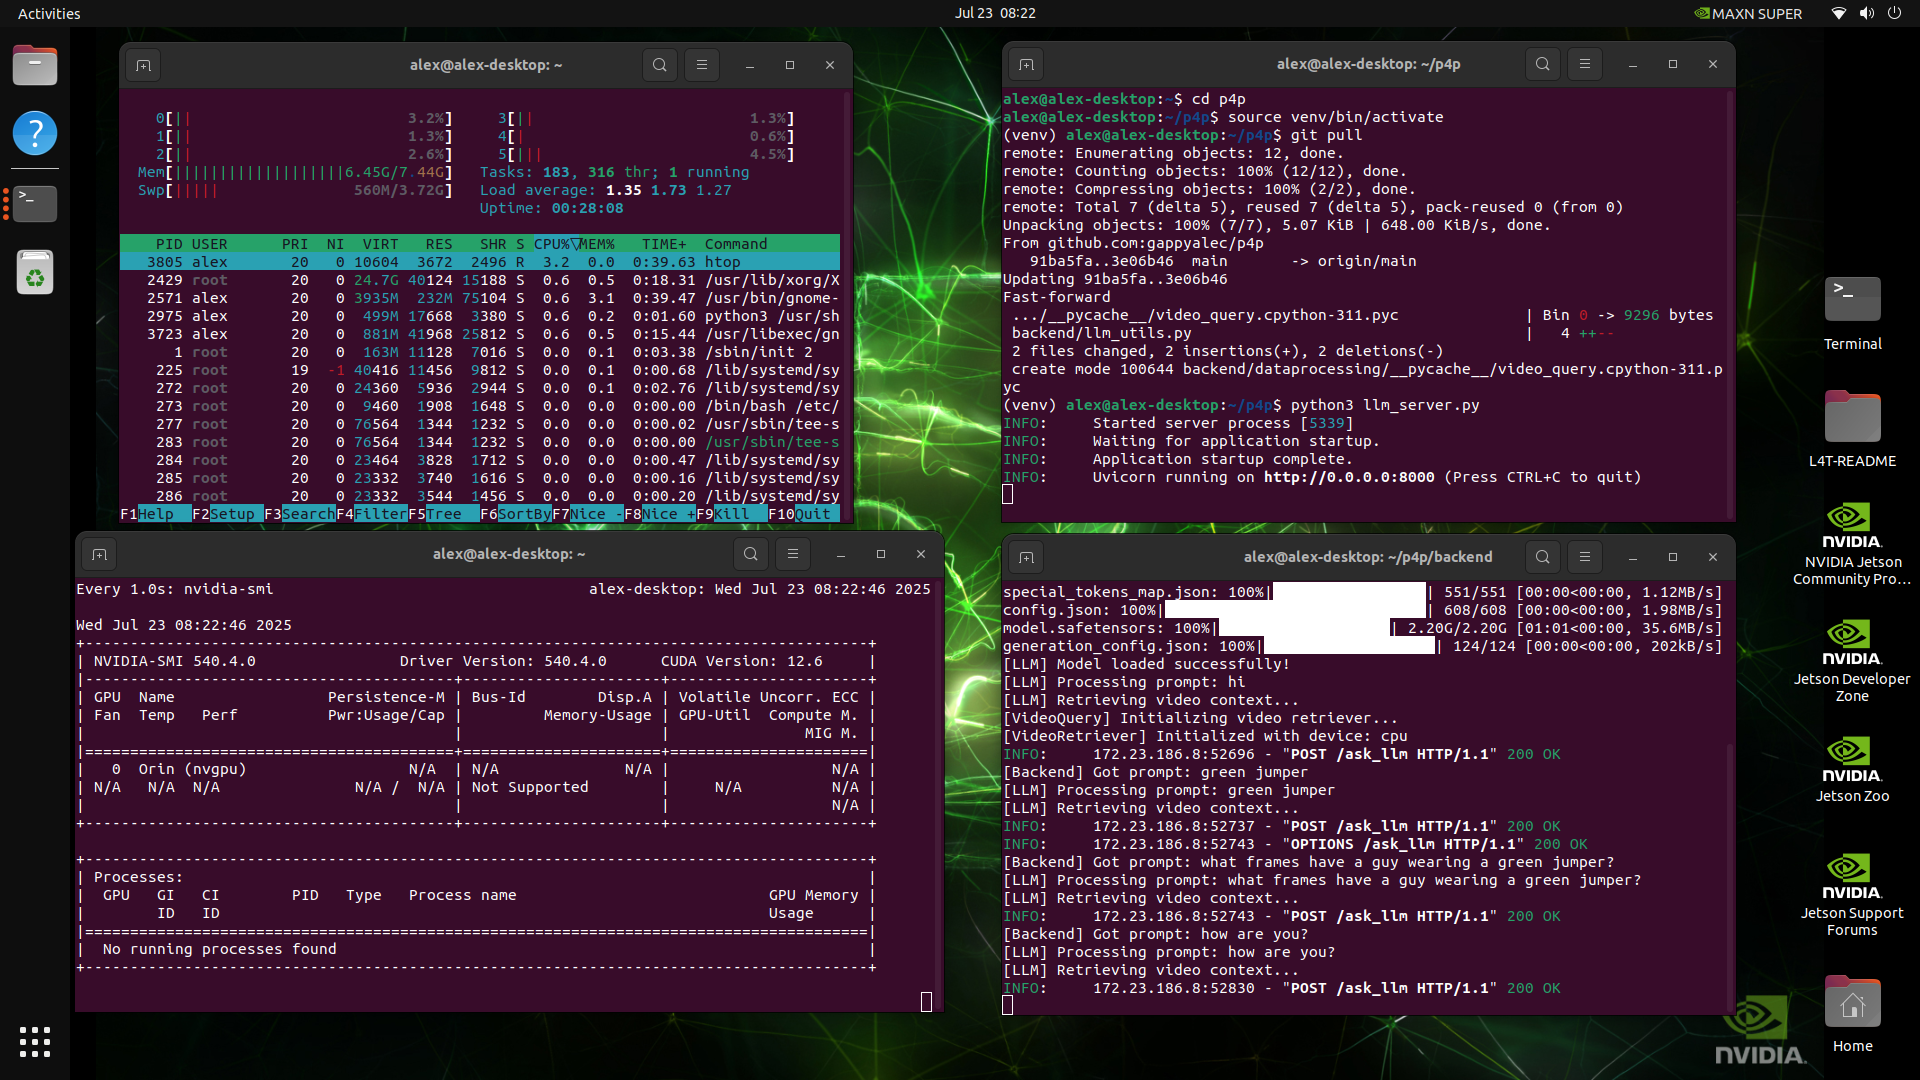 Activities
Jul 23  08:22
MAXN SUPER
alex@alex-desktop: ~
0[|| 3.2%] 3[|| 1.3%]
1[|| 1.3%] 4[| 0.6%]
2[|| 2.6%] 5[||| 4.5%]
Mem[|||||||||||||||||||6.45G/7.44G] Tasks: 183, 316 thr; 1 running
Swp[||||| 560M/3.72G] Load average: 1.35 1.73 1.27
Uptime: 00:28:08
PID USER PRI NI VIRT RES SHR S CPU%▽MEM% TIME+ Command
3805 alex 20 0 10604 3672 2496 R 3.2 0.0 0:39.63 htop
2429 root 20 0 24.7G 40124 15188 S 0.6 0.5 0:18.31 /usr/lib/xorg/X
2571 alex 20 0 3935M 232M 75104 S 0.6 3.1 0:39.47 /usr/bin/gnome-
2975 alex 20 0 499M 17668 3380 S 0.6 0.2 0:01.60 python3 /usr/sh
3723 alex 20 0 881M 41968 25812 S 0.6 0.5 0:15.44 /usr/libexec/gn
1 root 20 0 163M 11128 7016 S 0.0 0.1 0:03.38 /sbin/init 2
225 root 19 -1 40416 11456 9812 S 0.0 0.1 0:00.68 /lib/systemd/sy
272 root 20 0 24360 5936 2944 S 0.0 0.1 0:02.76 /lib/systemd/sy
273 root 20 0 9460 1908 1648 S 0.0 0.0 0:00.00 /bin/bash /etc/
277 root 20 0 76564 1344 1232 S 0.0 0.0 0:00.02 /usr/sbin/tee-s
283 root 20 0 76564 1344 1232 S 0.0 0.0 0:00.00 /usr/sbin/tee-s
284 root 20 0 23464 3828 1712 S 0.0 0.0 0:00.47 /lib/systemd/sy
285 root 20 0 23332 3740 1616 S 0.0 0.0 0:00.16 /lib/systemd/sy
286 root 20 0 23332 3544 1456 S 0.0 0.0 0:00.20 /lib/systemd/sy
F1Help F2Setup F3SearchF4FilterF5Tree F6SortByF7Nice -F8Nice +F9Kill F10Quit
alex@alex-desktop: ~/p4p
alex@alex-desktop:~$ cd p4p
alex@alex-desktop:~/p4p$ source venv/bin/activate
(venv) alex@alex-desktop:~/p4p$ git pull
remote: Enumerating objects: 12, done.
remote: Counting objects: 100% (12/12), done.
remote: Compressing objects: 100% (2/2), done.
remote: Total 7 (delta 5), reused 7 (delta 5), pack-reused 0 (from 0)
Unpacking objects: 100% (7/7), 5.07 KiB | 648.00 KiB/s, done.
From github.com:gappyalec/p4p
91ba5fa..3e06b46 main -> origin/main
Updating 91ba5fa..3e06b46
Fast-forward
.../__pycache__/video_query.cpython-311.pyc | Bin 0 -> 9296 bytes
backend/llm_utils.py | 4 ++--
2 files changed, 2 insertions(+), 2 deletions(-)
create mode 100644 backend/dataprocessing/__pycache__/video_query.cpython-311.p
yc
(venv) alex@alex-desktop:~/p4p$ python3 llm_server.py
INFO: Started server process [5339]
INFO: Waiting for application startup.
INFO: Application startup complete.
INFO: Uvicorn running on http://0.0.0.0:8000 (Press CTRL+C to quit)
alex@alex-desktop: ~
Every 1.0s: nvidia-smi alex-desktop: Wed Jul 23 08:22:46 2025
Wed Jul 23 08:22:46 2025
+-----------------------------------------------------------------------------------------+
| NVIDIA-SMI 540.4.0 Driver Version: 540.4.0 CUDA Version: 12.6 |
|-----------------------------------------+----------------------+----------------------+
| GPU Name Persistence-M | Bus-Id Disp.A | Volatile Uncorr. ECC |
| Fan Temp Perf Pwr:Usage/Cap | Memory-Usage | GPU-Util Compute M. |
| | | MIG M. |
|=========================================+======================+======================|
| 0 Orin (nvgpu) N/A | N/A N/A | N/A |
| N/A N/A N/A N/A / N/A | Not Supported | N/A N/A |
| | | N/A |
+-----------------------------------------+----------------------+----------------------+
+---------------------------------------------------------------------------------------+
| Processes: |
| GPU GI CI PID Type Process name GPU Memory |
| ID ID Usage |
|=======================================================================================|
| No running processes found |
+---------------------------------------------------------------------------------------+
alex@alex-desktop: ~/p4p/backend
special_tokens_map.json: 100%| | 551/551 [00:00<00:00, 1.12MB/s]
config.json: 100%| | 608/608 [00:00<00:00, 1.98MB/s]
model.safetensors: 100%| | 2.20G/2.20G [01:01<00:00, 35.6MB/s]
generation_config.json: 100%| | 124/124 [00:00<00:00, 202kB/s]
[LLM] Model loaded successfully!
[LLM] Processing prompt: hi
[LLM] Retrieving video context...
[VideoQuery] Initializing video retriever...
[VideoRetriever] Initialized with device: cpu
INFO: 172.23.186.8:52696 - "POST /ask_llm HTTP/1.1" 200 OK
[Backend] Got prompt: green jumper
[LLM] Processing prompt: green jumper
[LLM] Retrieving video context...
INFO: 172.23.186.8:52737 - "POST /ask_llm HTTP/1.1" 200 OK
INFO: 172.23.186.8:52743 - "OPTIONS /ask_llm HTTP/1.1" 200 OK
[Backend] Got prompt: what frames have a guy wearing a green jumper?
[LLM] Processing prompt: what frames have a guy wearing a green jumper?
[LLM] Retrieving video context...
INFO: 172.23.186.8:52743 - "POST /ask_llm HTTP/1.1" 200 OK
[Backend] Got prompt: how are you?
[LLM] Processing prompt: how are you?
[LLM] Retrieving video context...
INFO: 172.23.186.8:52830 - "POST /ask_llm HTTP/1.1" 200 OK
Terminal
L4T-README
NVIDIA.
NVIDIA Jetson
Community Pro...
NVIDIA.
Jetson Developer
Zone
NVIDIA.
Jetson Zoo
NVIDIA.
Jetson Support
Forums
Home
NVIDIA.